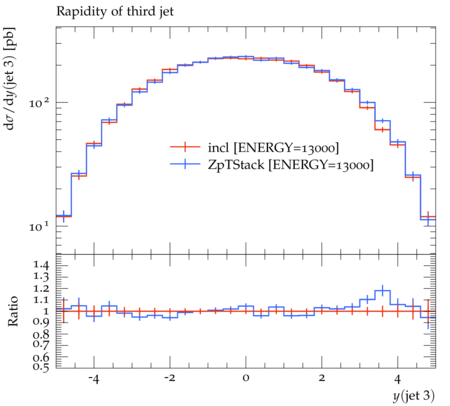 Rapidity of third jet
dσ/dy(jet 3) [pb]
10²
10¹
incl [ENERGY=13000]
ZpTStack [ENERGY=13000]
Ratio
1.4
1.3
1.2
1.1
1
0.9
0.8
0.7
0.6
0.5
-4 -2 0 2 4
y(jet 3)